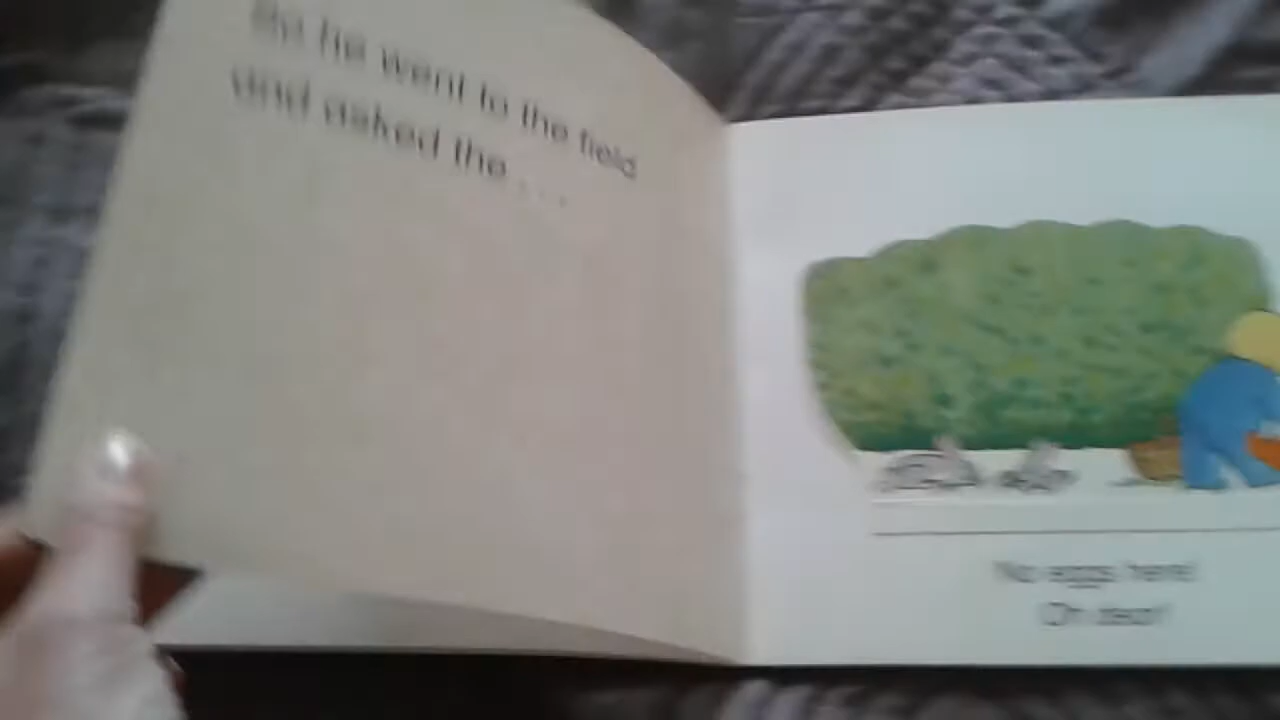 So he went to the field
and asked the . . .
No eggs here!
Oh dear!